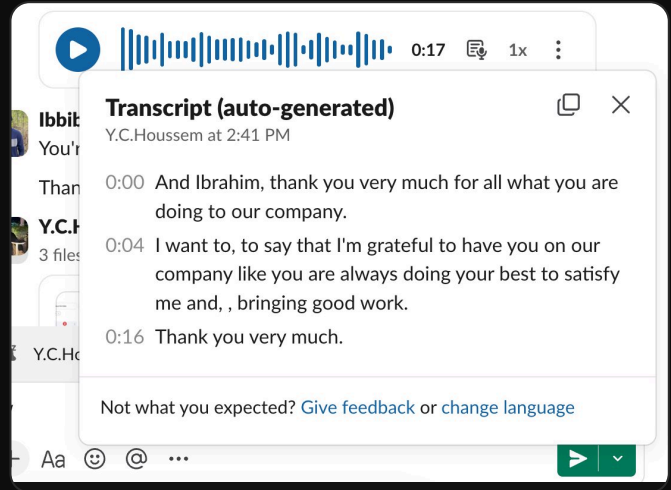 0:17 1x
Transcript (auto-generated)
Y.C.Houssem at 2:41 PM
0:00 And Ibrahim, thank you very much for all what you are
doing to our company.
0:04 I want to, to say that I'm grateful to have you on our
company like you are always doing your best to satisfy
me and, , bringing good work.
0:16 Thank you very much.
Not what you expected? Give feedback or change language
Ibbib
You'r
Than
Y.C.H
3 files
Y.C.Ho
Aa @